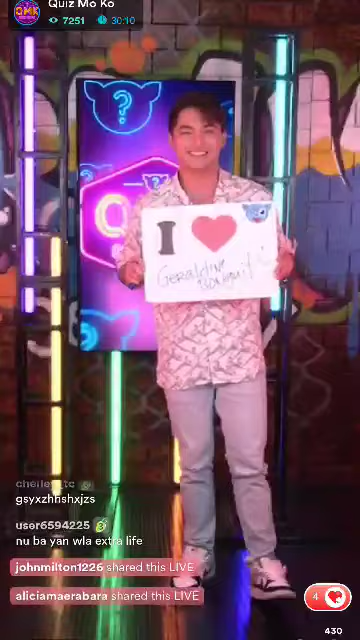 Quiz Mo Ko
QMK
7251 30:10
?
?
Q
I
Geraldine
gsyxzhhshxjzs
user6594225
nu ba yan wla extra life
johnmilton1226 shared this LIVE
aliciamaerabara shared this LIVE
4
430